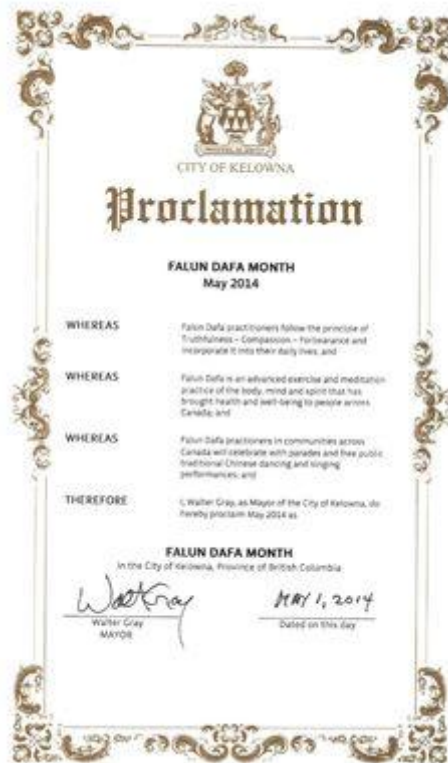 CITY OF KELOWNA
Proclamation
FALUN DAFA MONTH
May 2014
WHEREAS
Falun Dafa practitioners follow the principle of
Truthfulness – Compassion – Forbearance and
incorporate it into their daily lives; and
WHEREAS
Falun Dafa is an advanced exercise and meditation
practice of the body, mind and spirit that has
brought health and well-being to people across
Canada; and
WHEREAS
Falun Dafa practitioners in communities across
Canada will celebrate with parades and free public
traditional Chinese dancing and singing
performances; and
THEREFORE
I, Walter Gray, as Mayor of the City of Kelowna, do
hereby proclaim May 2014 as
FALUN DAFA MONTH
in the City of Kelowna, Province of British Columbia
Walt Gray
MAY 1, 2014
Walter Gray
Dated on this day
MAYOR